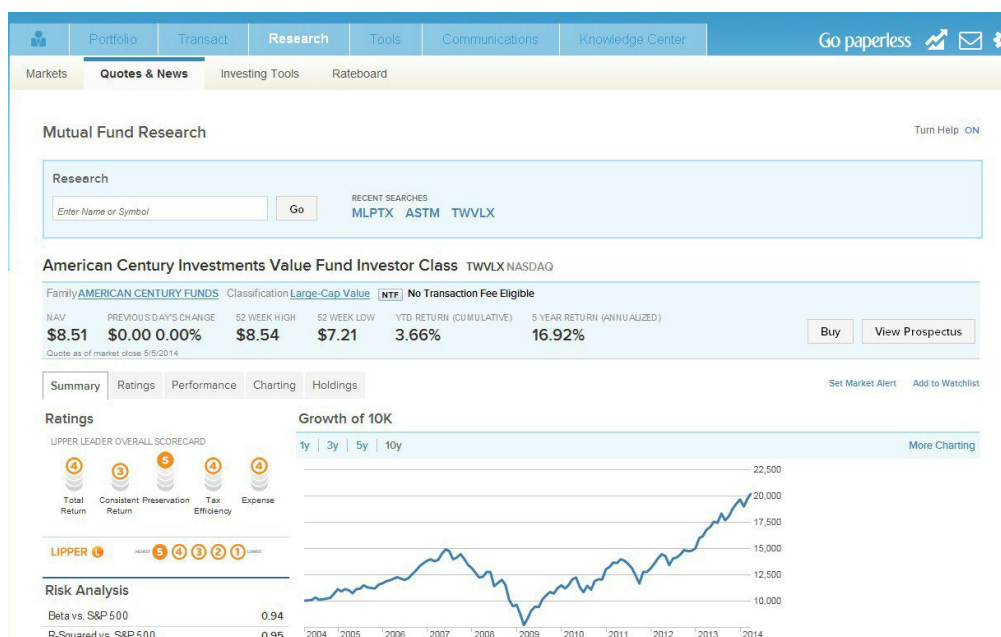 Portfolio Transact Research Tools Communications Knowledge Center Go paperless
Markets Quotes & News Investing Tools Rateboard
Mutual Fund Research Turn Help ON
Research
Enter Name or Symbol Go
RECENT SEARCHES
MLPTX ASTM TWVLX
American Century Investments Value Fund Investor Class TWVLX NASDAQ
Family AMERICAN CENTURY FUNDS Classification Large-Cap Value NTF No Transaction Fee Eligible
NAV PREVIOUS DAY'S CHANGE 52 WEEK HIGH 52 WEEK LOW YTD RETURN (CUMULATIVE) 5 YEAR RETURN (ANNUALIZED)
$8.51 $0.00 0.00% $8.54 $7.21 3.66% 16.92% Buy View Prospectus
Quote as of market close 5/5/2014
Summary Ratings Performance Charting Holdings Set Market Alert Add to Watchlist
Ratings
LIPPER LEADER OVERALL SCORECARD
4 3 5 4 4
Total Return Consistent Return Preservation Tax Efficiency Expense
LIPPER L HIGHEST 5 4 3 2 1 LOWEST
Risk Analysis
Beta vs. S&P 500 0.94
R-Squared vs. S&P 500 0.95
Growth of 10K
1y 3y 5y 10y More Charting
22,500
20,000
17,500
15,000
12,500
10,000
2004 2005 2006 2007 2008 2009 2010 2011 2012 2013 2014